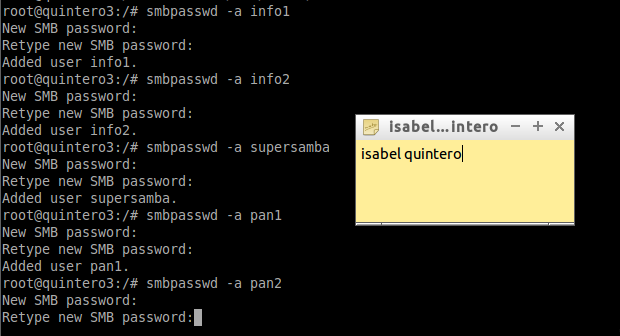 root@quintero3:/# smbpasswd -a info1
New SMB password:
Retype new SMB password:
Added user info1.
root@quintero3:/# smbpasswd -a info2
New SMB password:
Retype new SMB password:
Added user info2.
root@quintero3:/# smbpasswd -a supersamba
New SMB password:
Retype new SMB password:
Added user supersamba.
root@quintero3:/# smbpasswd -a pan1
New SMB password:
Retype new SMB password:
Added user pan1.
root@quintero3:/# smbpasswd -a pan2
New SMB password:
Retype new SMB password:
isabel...intero
isabel quintero